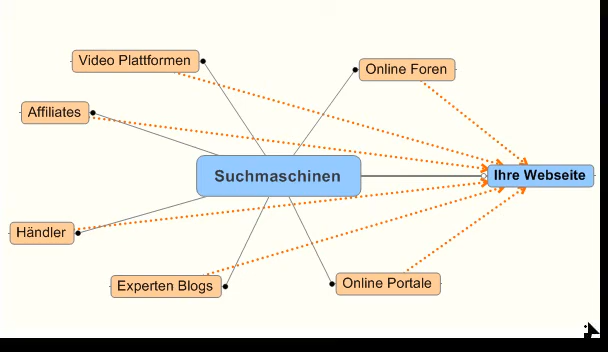 Video Plattformen
Online Foren
Affiliates
Suchmaschinen
Ihre Webseite
Händler
Experten Blogs
Online Portale